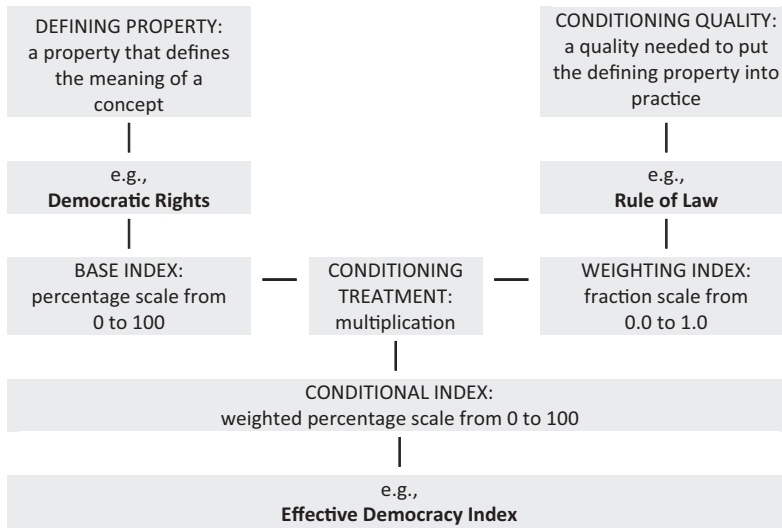 DEFINING PROPERTY:
a property that defines
the meaning of a
concept
CONDITIONING QUALITY:
a quality needed to put
the defining property into
practice
e.g.,
Democratic Rights
e.g.,
Rule of Law
BASE INDEX:
percentage scale from
0 to 100
CONDITIONING
TREATMENT:
multiplication
WEIGHTING INDEX:
fraction scale from
0.0 to 1.0
CONDITIONAL INDEX:
weighted percentage scale from 0 to 100
e.g.,
Effective Democracy Index